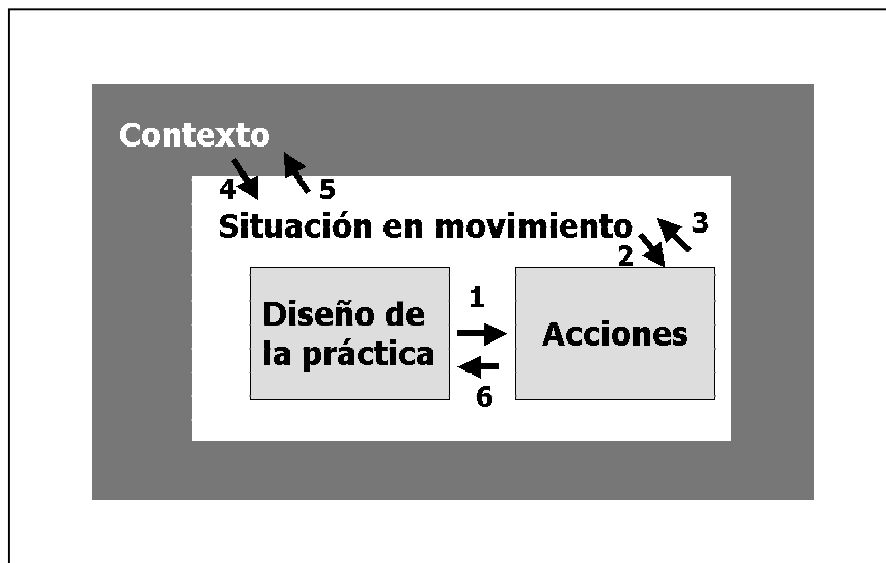 Contexto
4
5
Situación en movimiento
3
2
1
Diseño de
la práctica
Acciones
6